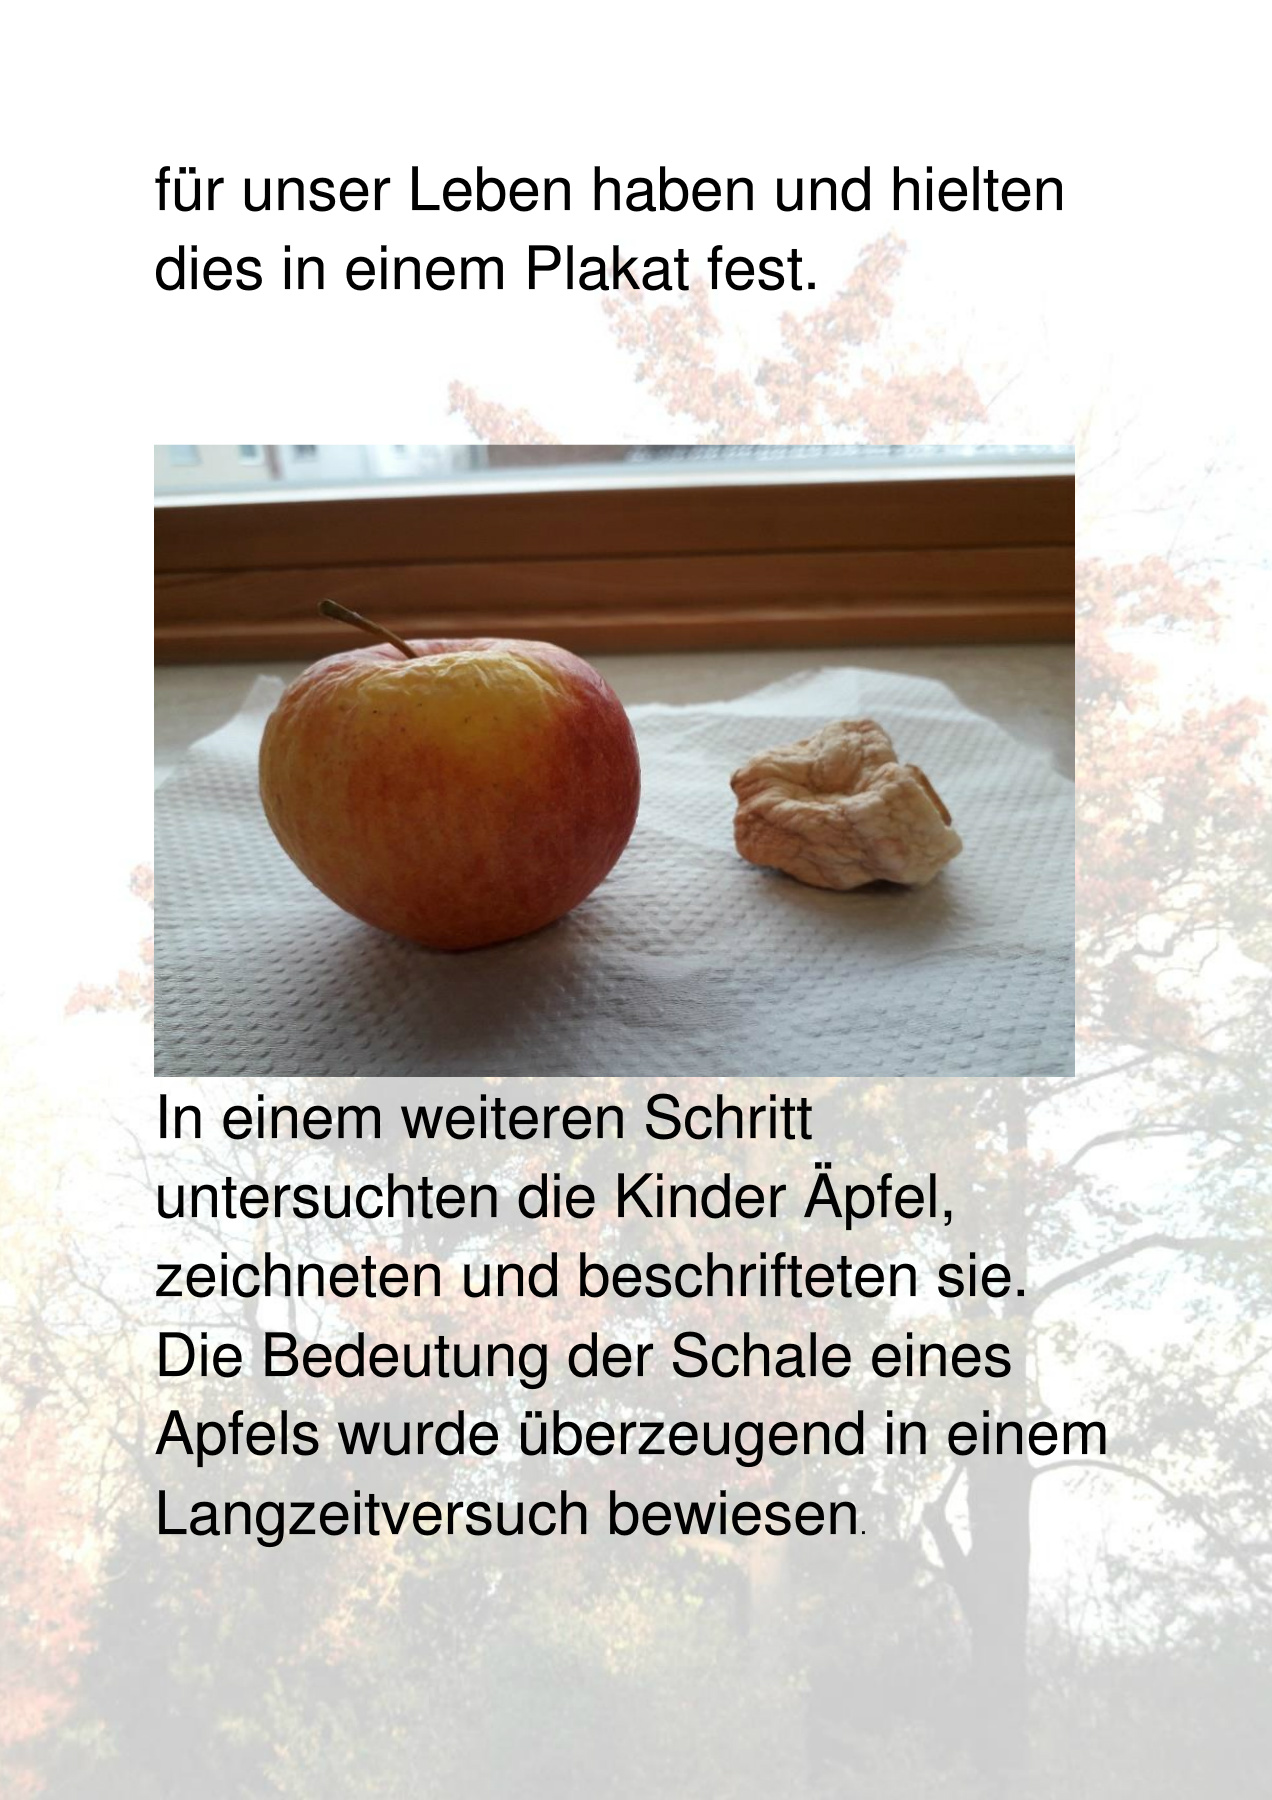 für unser Leben haben und hielten
dies in einem Plakat fest.
In einem weiteren Schritt
untersuchten die Kinder Äpfel,
zeichneten und beschrifteten sie.
Die Bedeutung der Schale eines
Apfels wurde überzeugend in einem
Langzeitversuch bewiesen.